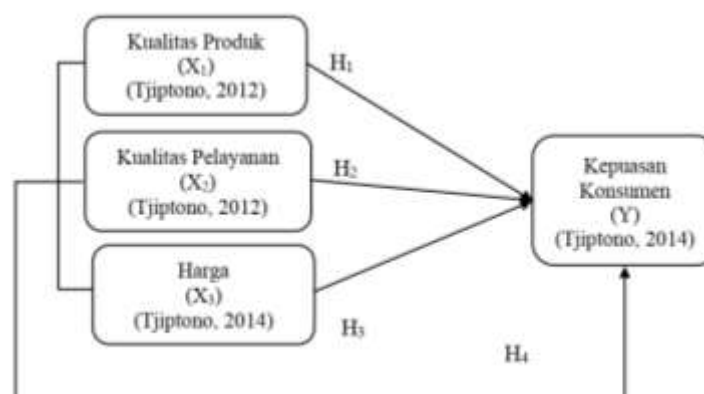 Kualitas Produk
(X₁)
(Tjiptono, 2012)
H₁
Kualitas Pelayanan
(X₂)
(Tjiptono, 2012)
H₂
Harga
(X₃)
(Tjiptono, 2014)
H₃
Kepuasan
Konsumen
(Y)
(Tjiptono, 2014)
H₄